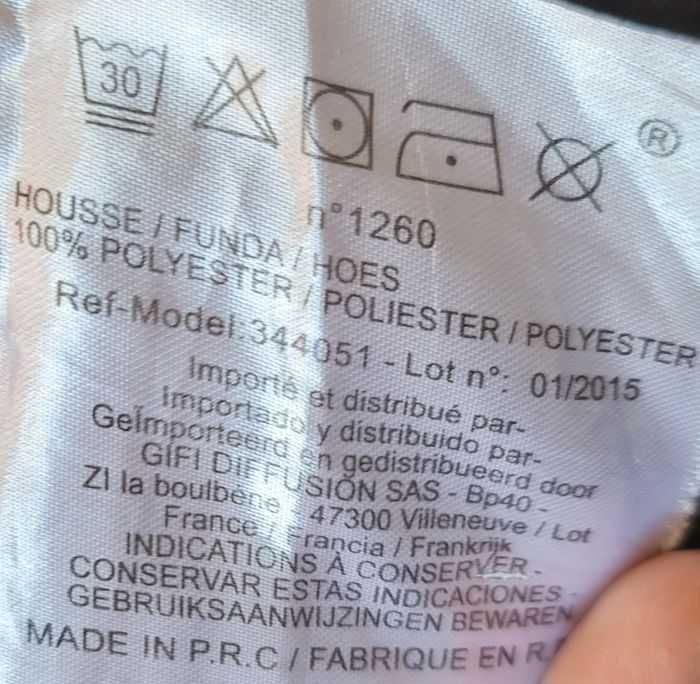 30
®
n°1260
HOUSSE / FUNDA / HOES
100% POLYESTER / POLIESTER / POLYESTER
Ref-Model:344051 - Lot n°: 01/2015
Importé et distribué par-
Importado y distribuido par-
Geïmporteerd en gedistribueerd door
GIFI DIFFUSION SAS - Bp40 -
ZI la boulbène 47300 Villeneuve / Lot
France / Francia / Frankrijk
INDICATIONS À CONSERVER -
CONSERVAR ESTAS INDICACIONES -
GEBRUIKSAANWIJZINGEN BEWAREN
MADE IN P.R.C / FABRIQUE EN R.